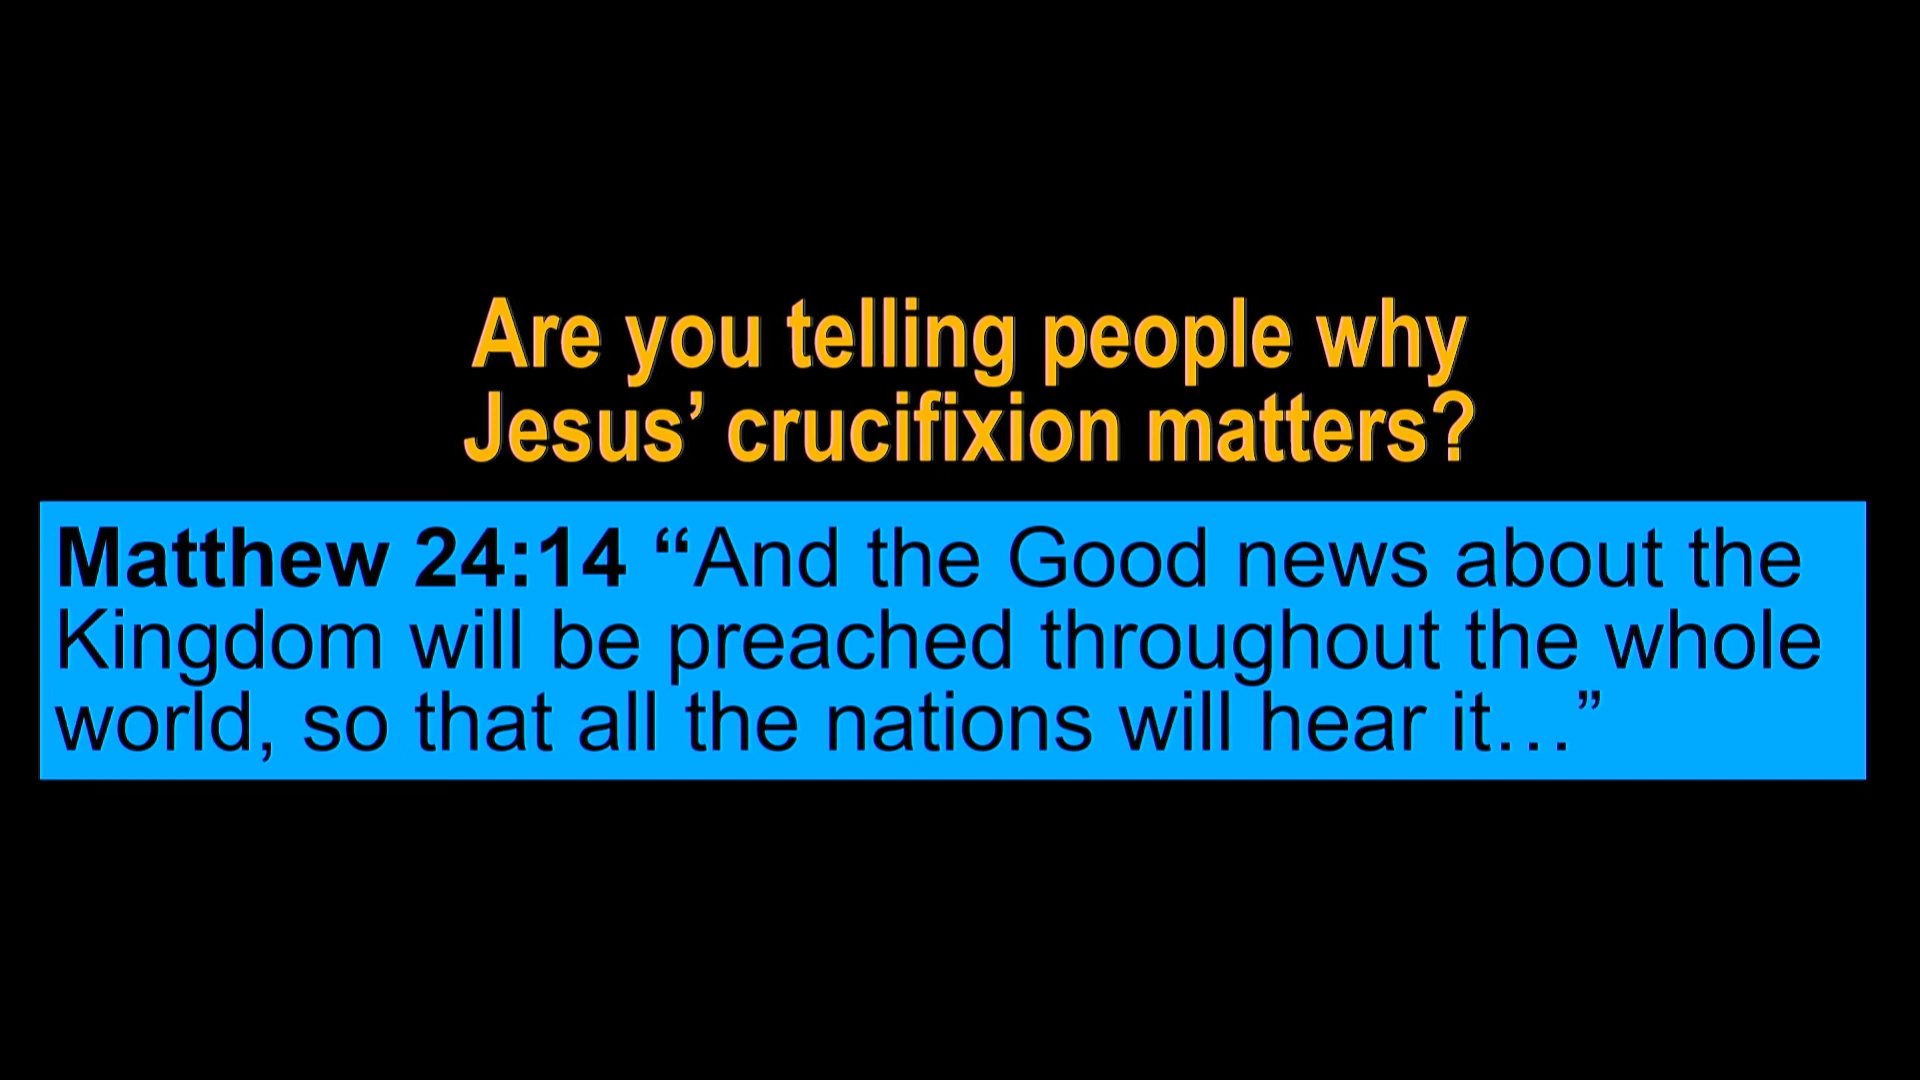 Are you telling people why
Jesus’ crucifixion matters?
Matthew 24:14 “And the Good news about the
Kingdom will be preached throughout the whole
world, so that all the nations will hear it…”